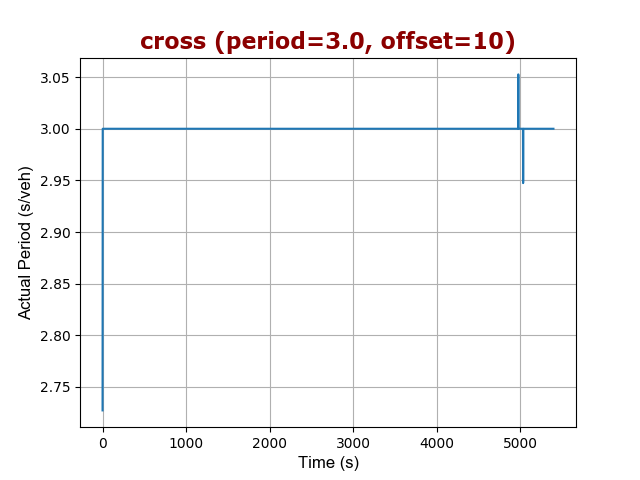 cross (period=3.0, offset=10)
3.05
3.00
2.95
2.90
2.85
2.80
2.75
Actual Period (s/veh)
0 1000 2000 3000 4000 5000
Time (s)